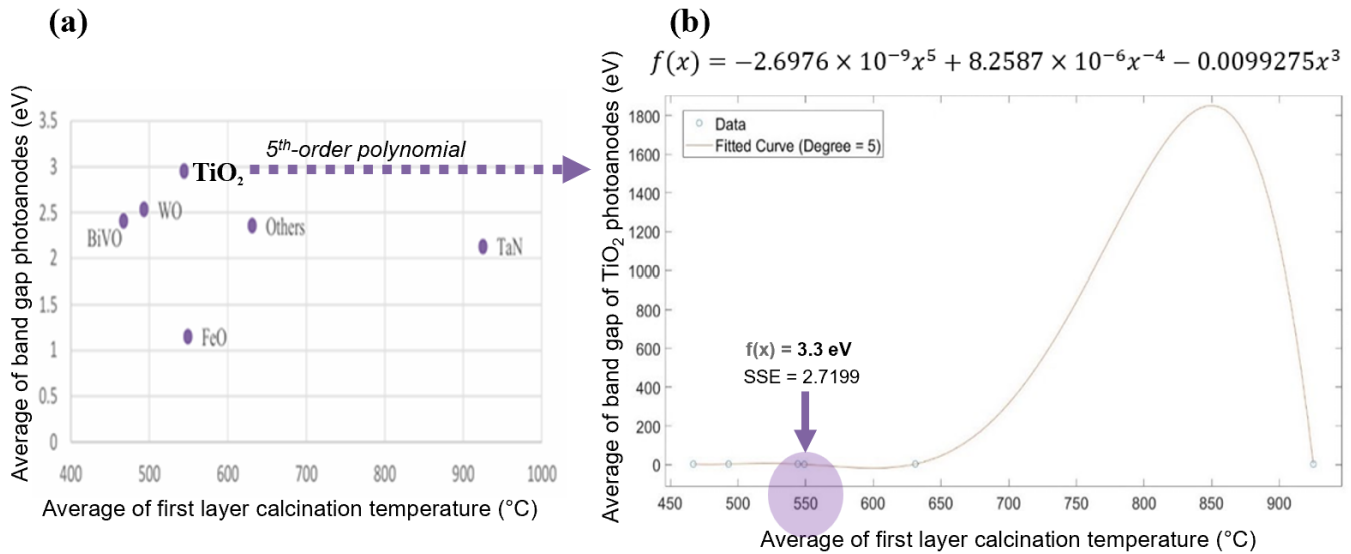 (a)
Average of band gap photoanodes (eV)
3.5
3
2.5
2
1.5
1
0.5
0
TiO₂
5th-order polynomial
WO
BiVO
Others
TaN
FeO
400 500 600 700 800 900 1000
Average of first layer calcination temperature (°C)
(b)
f(x) = −2.6976 × 10⁻⁹x⁵ + 8.2587 × 10⁻⁶x⁻⁴ − 0.0099275x³
Average of band gap of TiO₂ photoanodes (eV)
1800
1600
1400
1200
1000
800
600
400
200
0
Data
Fitted Curve (Degree = 5)
f(x) = 3.3 eV
SSE = 2.7199
450 500 550 600 650 700 750 800 850 900
Average of first layer calcination temperature (°C)